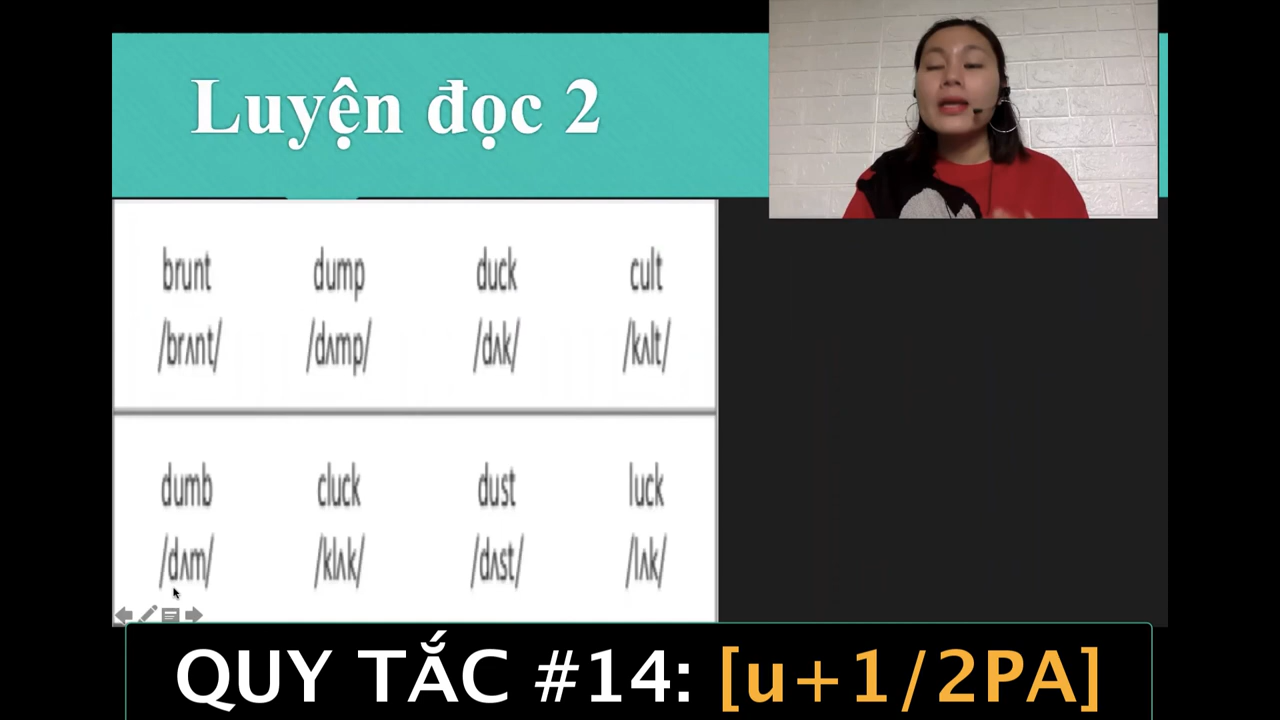 Luyện đọc 2
brunt dump duck cult
/brʌnt/ /dʌmp/ /dʌk/ /kʌlt/
dumb cluck dust luck
/dʌm/ /klʌk/ /dʌst/ /lʌk/
QUY TẮC #14: [u+1/2PA]